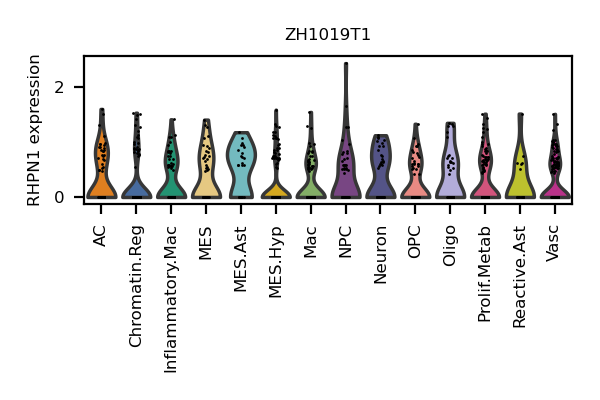 ZH1019T1
RHPN1 expression
2
0
AC
Chromatin.Reg
Inflammatory.Mac
MES
MES.Ast
MES.Hyp
Mac
NPC
Neuron
OPC
Oligo
Prolif.Metab
Reactive.Ast
Vasc